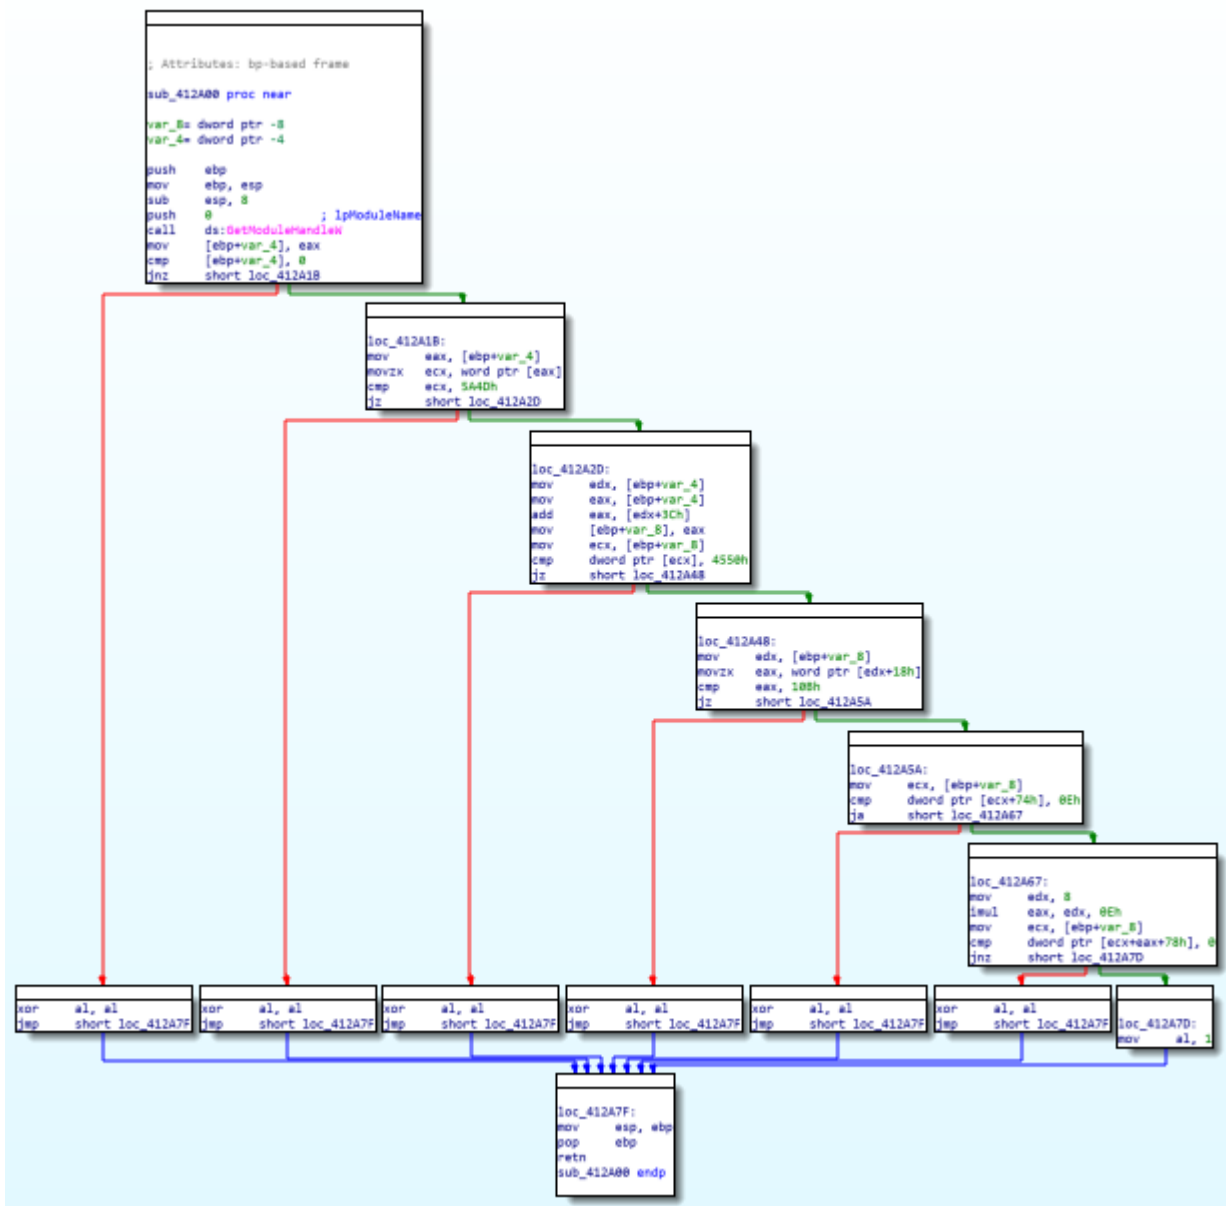 ; Attributes: bp-based frame
sub_412A00 proc near
var_8= dword ptr -8
var_4= dword ptr -4
push ebp
mov ebp, esp
sub esp, 8
push 0 ; lpModuleName
call ds:GetModuleHandleW
mov [ebp+var_4], eax
cmp [ebp+var_4], 0
jnz short loc_412A1B
loc_412A1B:
mov eax, [ebp+var_4]
movzx ecx, word ptr [eax]
cmp ecx, 5A4Dh
jz short loc_412A2D
loc_412A2D:
mov edx, [ebp+var_4]
mov eax, [ebp+var_4]
add eax, [edx+3Ch]
mov [ebp+var_8], eax
mov ecx, [ebp+var_8]
cmp dword ptr [ecx], 4550h
jz short loc_412A48
loc_412A48:
mov edx, [ebp+var_8]
movzx eax, word ptr [edx+18h]
cmp eax, 10Bh
jz short loc_412A5A
loc_412A5A:
mov ecx, [ebp+var_8]
cmp dword ptr [ecx+74h], 0Eh
ja short loc_412A67
loc_412A67:
mov edx, 8
imul eax, edx, 0Eh
mov ecx, [ebp+var_8]
cmp dword ptr [ecx+eax+78h], 0
jnz short loc_412A7D
xor al, al
jmp short loc_412A7F
xor al, al
jmp short loc_412A7F
xor al, al
jmp short loc_412A7F
xor al, al
jmp short loc_412A7F
xor al, al
jmp short loc_412A7F
xor al, al
jmp short loc_412A7F
loc_412A7D:
mov al, 1
loc_412A7F:
mov esp, ebp
pop ebp
retn
sub_412A00 endp